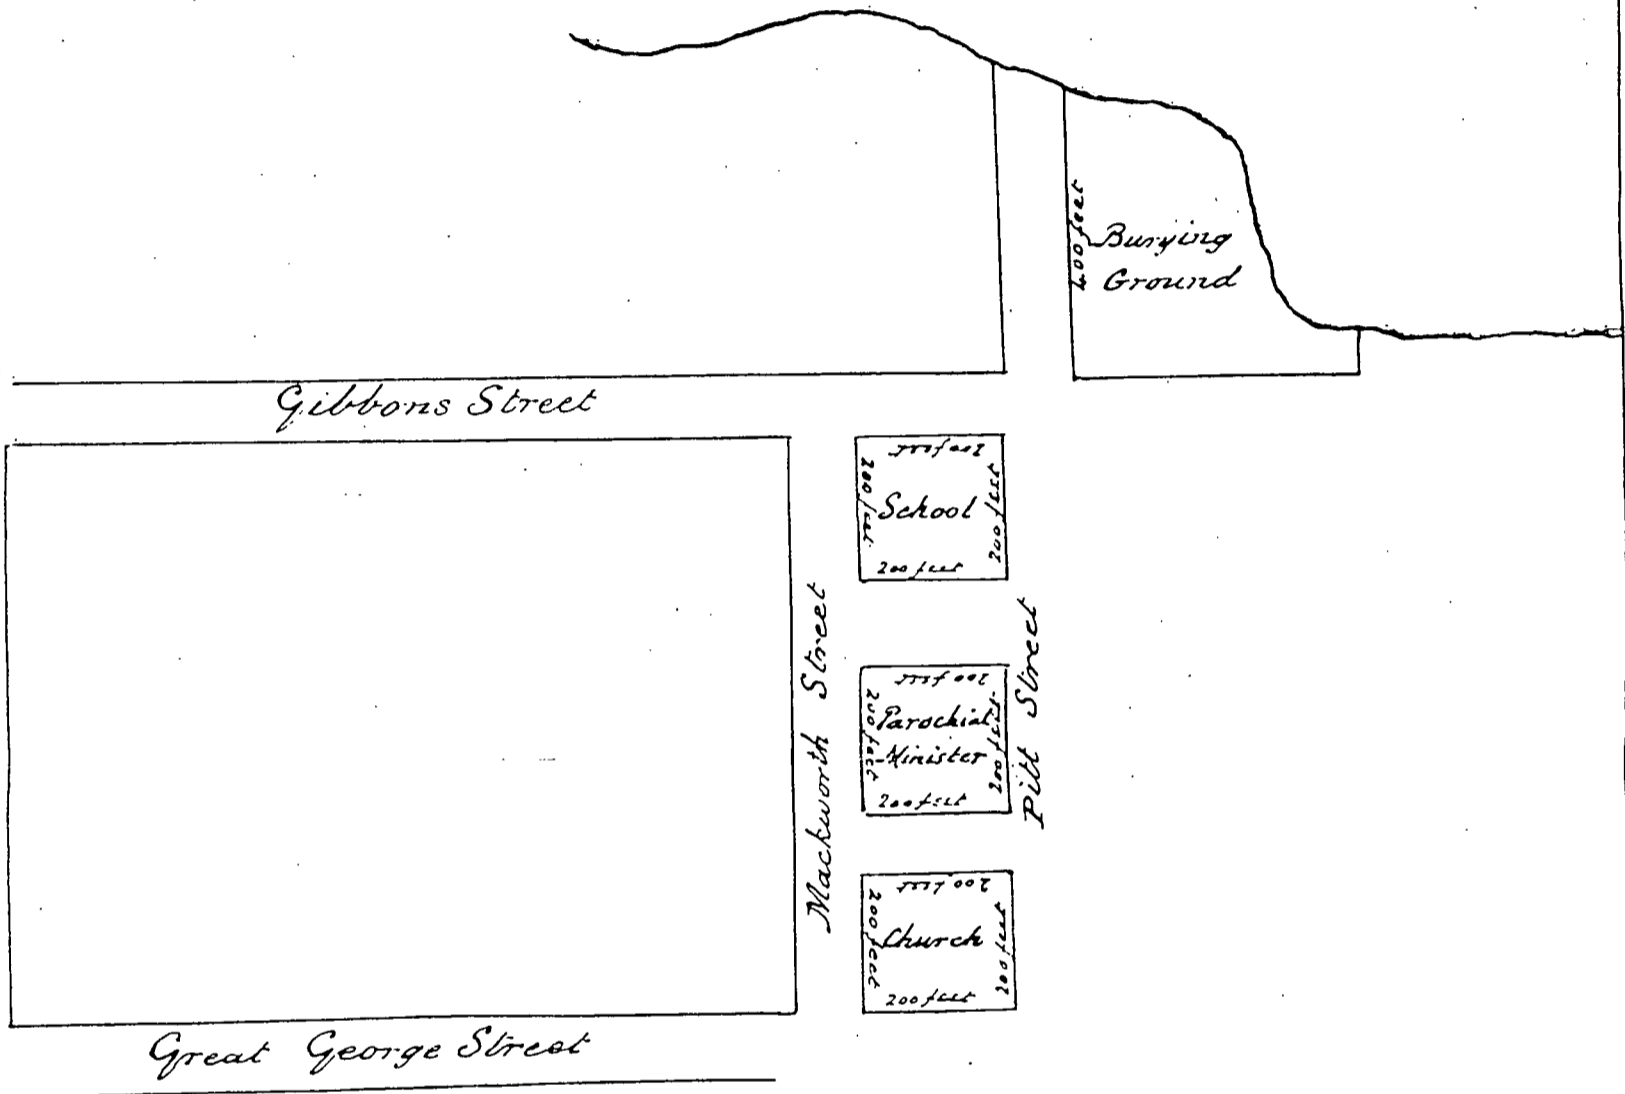 400 feet
Burying
Ground
Gibbons Street
200 feet
200 feet
School
200 feet
200 feet
Mackworth Street
Pitt Street
200 feet
200 feet
Parochial
Minister
200 feet
200 feet
200 feet
200 feet
Church
200 feet
200 feet
Great George Street